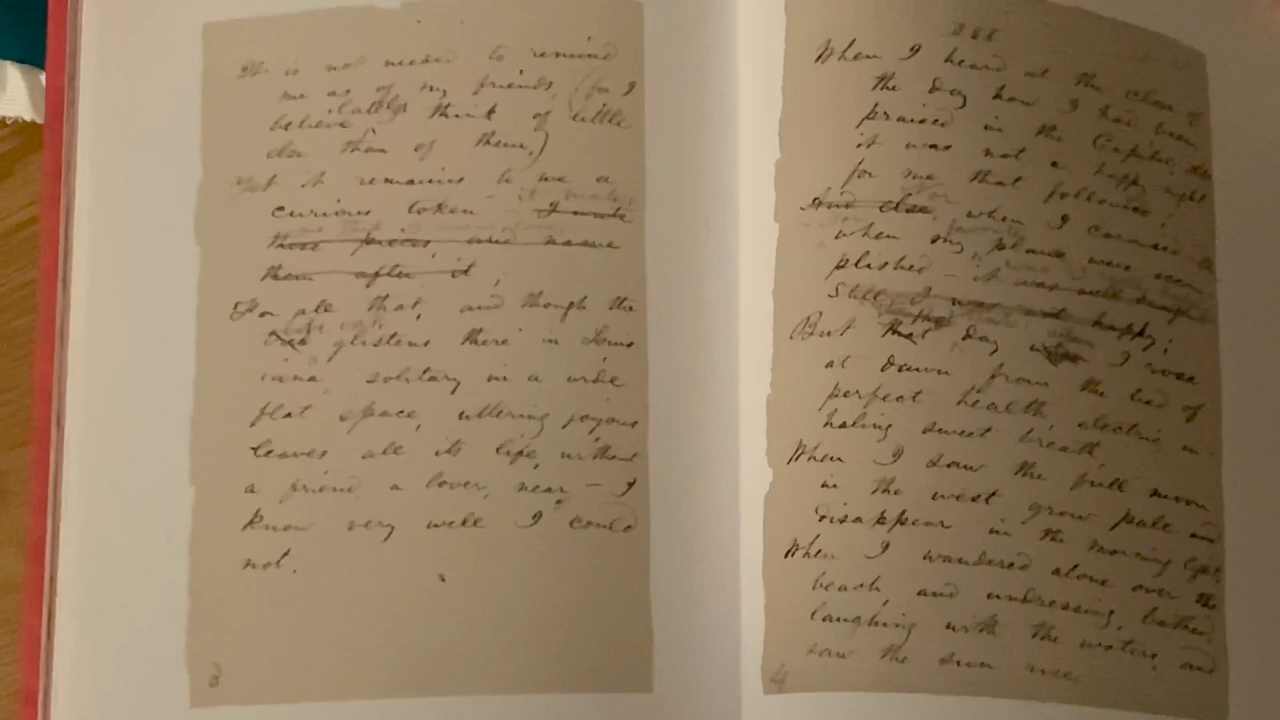 It is not needed to remind
me as of my friends, (for I
believe lately think of little
else than of them,)
Yet it remains to me a
curious token – it makes I wrote
these pieces, and name
them after it;
For all that, and though the
live oak glistens there in Louis
iana, solitary in a wide
flat space, uttering joyous
leaves all its life, without
a friend, a lover, near – I
know very well I could
not.
3
III
When I heard at the close of
the day how I had been
praised in the Capitol, still
it was not a happy night
for me that followed;
And else, when I caroused
when my plans were accom
plished – it was
Still, I was not happy;
But that day I rose
at dawn from the bed of
perfect health, electric, in-
haling sweet breath,
When I saw the full moon
in the west grow pale and
disappear in the morning light,
When I wandered alone over the
beach, and undressing, bathed,
laughing with the waters, and
saw the sun rise
4